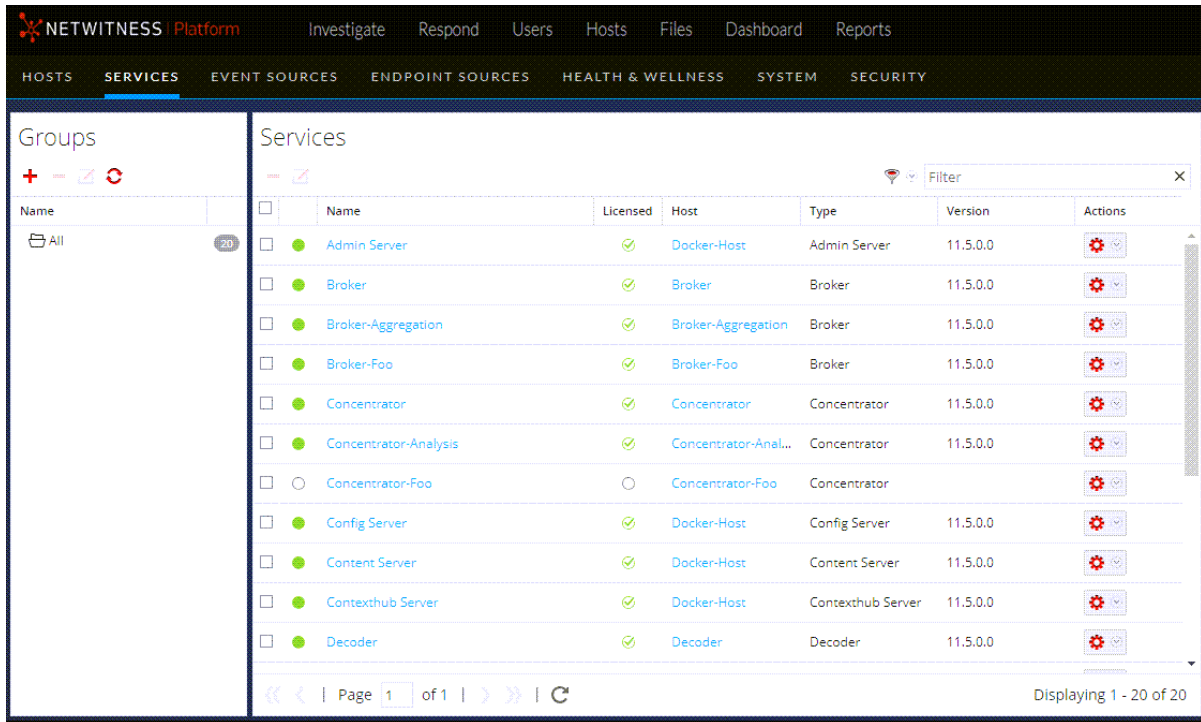 NETWITNESS Platform Investigate Respond Users Hosts Files Dashboard Reports
HOSTS SERVICES EVENT SOURCES ENDPOINT SOURCES HEALTH & WELLNESS SYSTEM SECURITY
Groups Services
Filter
Name Name Licensed Host Type Version Actions
All 20 Admin Server Docker-Host Admin Server 11.5.0.0
Broker Broker Broker 11.5.0.0
Broker-Aggregation Broker-Aggregation Broker 11.5.0.0
Broker-Foo Broker-Foo Broker 11.5.0.0
Concentrator Concentrator Concentrator 11.5.0.0
Concentrator-Analysis Concentrator-Anal... Concentrator 11.5.0.0
Concentrator-Foo Concentrator-Foo Concentrator
Config Server Docker-Host Config Server 11.5.0.0
Content Server Docker-Host Content Server 11.5.0.0
Contexthub Server Docker-Host Contexthub Server 11.5.0.0
Decoder Decoder Decoder 11.5.0.0
Page 1 of 1 Displaying 1 - 20 of 20